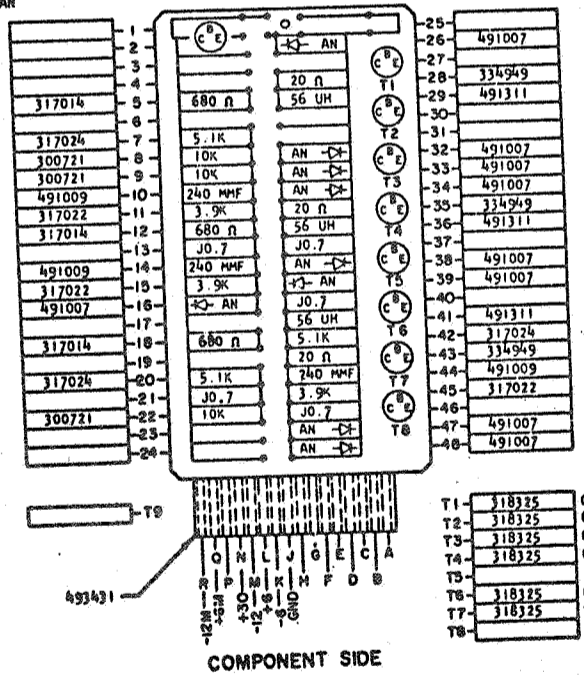 AN
1 C B E 25
2 AN 26 491007
3 27
4 20 Ω C B E 28 334949
317014 5 680 Ω 56 UH T1 29 491311
6 C B E 30
317024 7 5.1K T2 31
300721 8 10K AN 32 491007
300721 9 10K AN C B E 33 491007
491009 10 240 MMF AN T3 34 491007
317022 11 3.9K 20 Ω C B E 35 334949
317014 12 680 Ω 56 UH T4 36 491311
13 J0.7 J0.7 37
491009 14 240 MMF AN C B E 38 491007
317022 15 3.9K AN T5 39 491007
491007 16 AN J0.7 C B E 40
17 56 UH T6 41 491311
317014 18 680 Ω 5.1K 42 317024
19 20 Ω C B E 43 334949
317024 20 5.1K 240 MMF T7 44 491009
21 J0.7 3.9K 45 317022
300721 22 10K J0.7 C B E 46
23 AN T8 47 491007
24 AN 48 491007
T9
493431
R Q P N M L K J H G F E D C B A
-12M +6M +30 -12 +6 -6 GND
T1 318325
T2 318325
T3 318325
T4 318325
T5
T6 318325
T7 318325
T8
COMPONENT SIDE